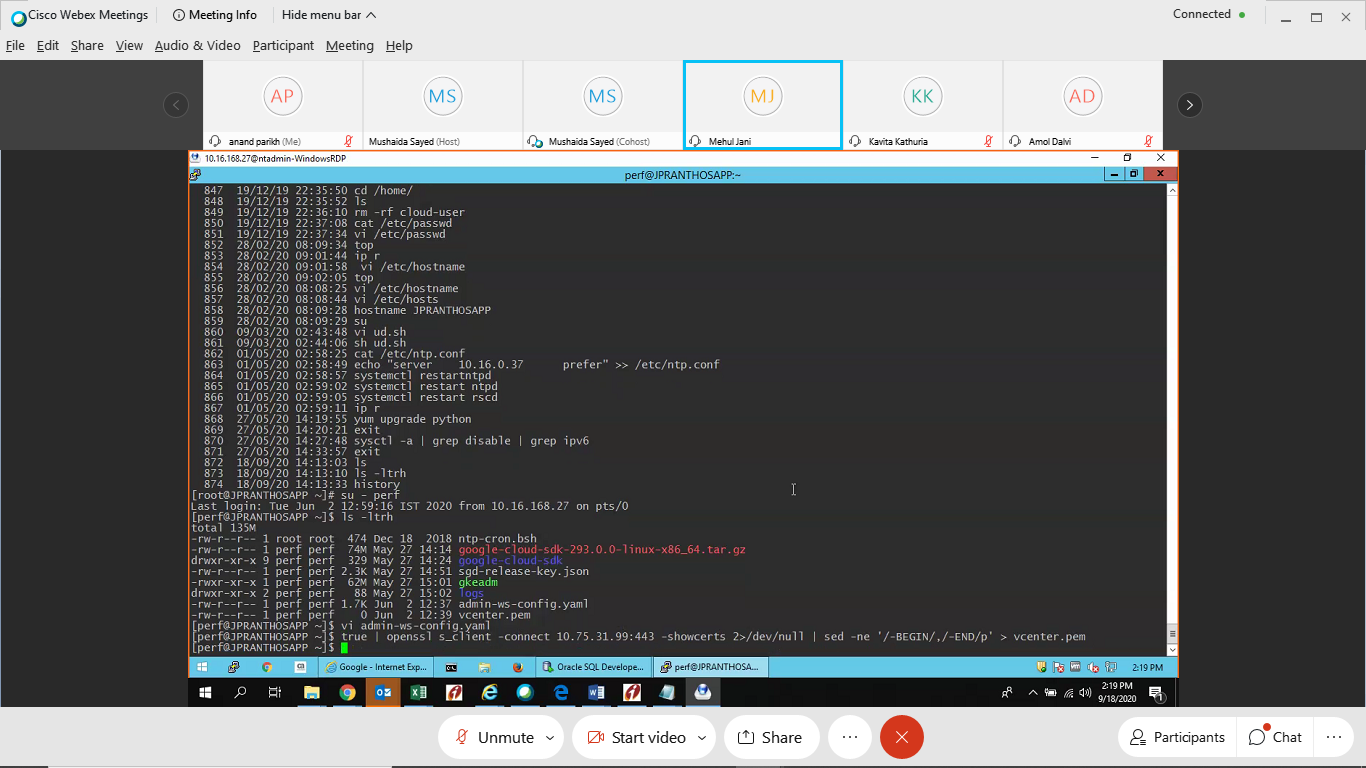 Cisco Webex Meetings Meeting Info Hide menu bar Connected
File Edit Share View Audio & Video Participant Meeting Help
AP MS MS MJ KK AD
anand parikh (Me) Mushaida Sayed (Host) Mushaida Sayed (Cohost) Mehul Jani Kavita Kathuria Amol Dalvi
10.16.168.27@ntadmin-WindowsRDP
perf@JPRANTHOSAPP:~
847 19/12/19 22:35:50 cd /home/
848 19/12/19 22:35:52 ls
849 19/12/19 22:36:10 rm -rf cloud-user
850 19/12/19 22:37:08 cat /etc/passwd
851 19/12/19 22:37:34 vi /etc/passwd
852 28/02/20 08:09:34 top
853 28/02/20 09:01:44 ip r
854 28/02/20 09:01:58  vi /etc/hostname
855 28/02/20 09:02:05 top
856 28/02/20 08:08:25 vi /etc/hostname
857 28/02/20 08:08:44 vi /etc/hosts
858 28/02/20 08:09:28 hostname JPRANTHOSAPP
859 28/02/20 08:09:29 su
860 09/03/20 02:43:48 vi ud.sh
861 09/03/20 02:44:06 sh ud.sh
862 01/05/20 02:58:25 cat /etc/ntp.conf
863 01/05/20 02:58:49 echo "server    10.16.0.37      prefer" >> /etc/ntp.conf
864 01/05/20 02:58:57 systemctl restartntpd
865 01/05/20 02:59:02 systemctl restart ntpd
866 01/05/20 02:59:05 systemctl restart rscd
867 01/05/20 02:59:11 ip r
868 27/05/20 14:19:55 yum upgrade python
869 27/05/20 14:20:21 exit
870 27/05/20 14:27:48 sysctl -a | grep disable | grep ipv6
871 27/05/20 14:33:57 exit
872 18/09/20 14:13:03 ls
873 18/09/20 14:13:10 ls -ltrh
874 18/09/20 14:13:33 history
[root@JPRANTHOSAPP ~]# su - perf
Last login: Tue Jun  2 12:59:16 IST 2020 from 10.16.168.27 on pts/0
[perf@JPRANTHOSAPP ~]$ ls -ltrh
total 135M
-rw-r--r-- 1 root root  474 Dec 18  2018 ntp-cron.bsh
-rw-r--r-- 1 perf perf  74M May 27 14:14 google-cloud-sdk-293.0.0-linux-x86_64.tar.gz
drwxr-xr-x 9 perf perf  329 May 27 14:24 google-cloud-sdk
-rw-r--r-- 1 perf perf 2.3K May 27 14:51 sgd-release-key.json
-rwxr-xr-x 1 perf perf  62M May 27 15:01 gkeadm
drwxr-xr-x 2 perf perf   88 May 27 15:02 logs
-rw-r--r-- 1 perf perf 1.7K Jun  2 12:37 admin-ws-config.yaml
-rw-r--r-- 1 perf perf    0 Jun  2 12:39 vcenter.pem
[perf@JPRANTHOSAPP ~]$ vi admin-ws-config.yaml
[perf@JPRANTHOSAPP ~]$ true | openssl s_client -connect 10.75.31.99:443 -showcerts 2>/dev/null | sed -ne '/-BEGIN/,/-END/p' > vcenter.pem
[perf@JPRANTHOSAPP ~]$
Google - Internet Exp... Oracle SQL Develope... perf@JPRANTHOSA... 2:19 PM
2:19 PM
9/18/2020
1
Unmute Start video Share Participants Chat